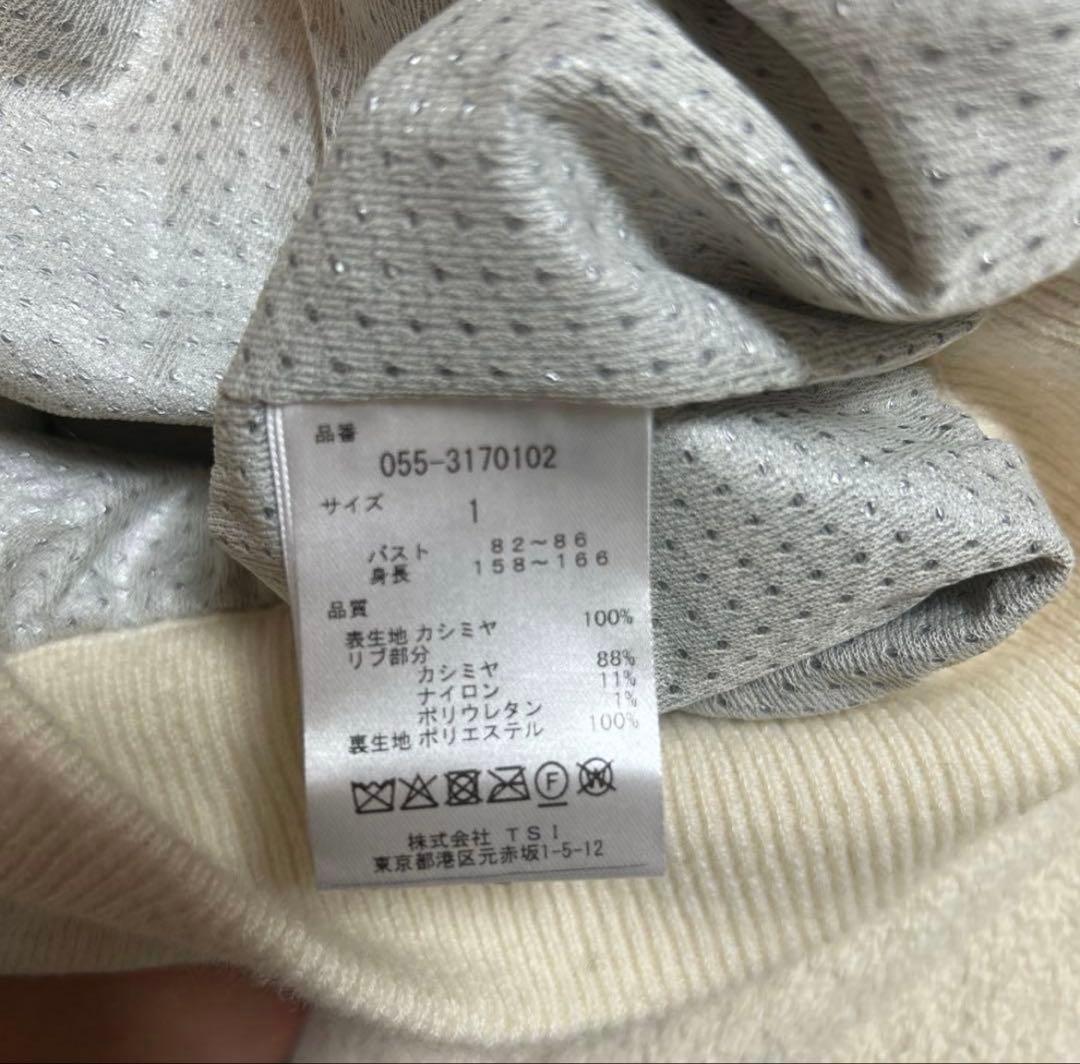 品番
055-3170102
サイズ 1
バスト 82〜86
身長 158〜166
品質
表生地 カシミヤ 100%
リブ部分
カシミヤ 88%
ナイロン 11%
ポリウレタン 1%
裏生地 ポリエステル 100%
F W
株式会社 TSI
東京都港区元赤坂1-5-12